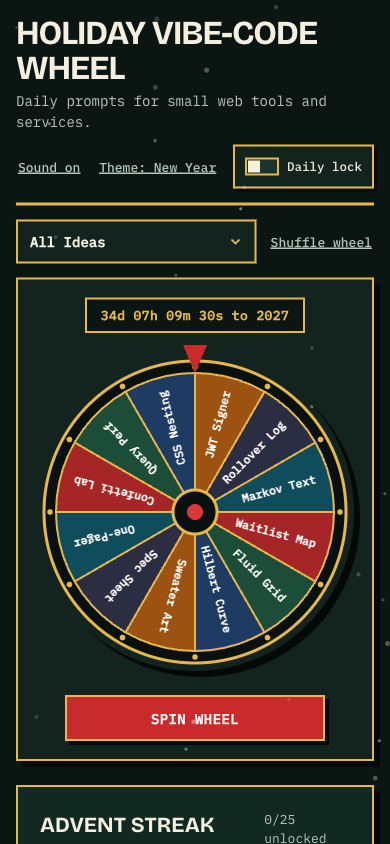 HOLIDAY VIBE-CODE
WHEEL
Daily prompts for small web tools and
services.
Sound on Theme: New Year Daily lock
All Ideas Shuffle wheel
34d 07h 09m 30s to 2027
JWT Signer
Rollover Log
Markov Text
Waitlist Map
Fluid Grid
Hilbert Curve
Sweater Art
Spec Sheet
One-Pager
Confetti Lab
Query Perf
CSS Nesting
SPIN WHEEL
ADVENT STREAK 0/25
unlocked